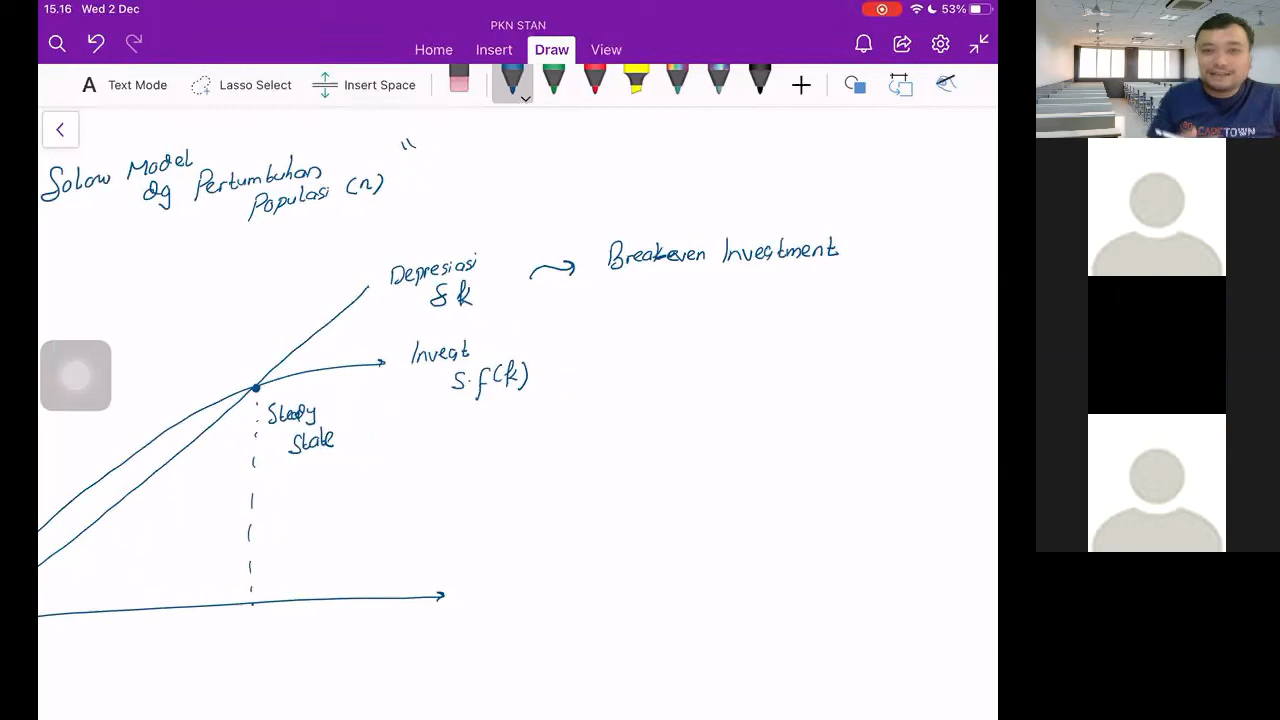 15.16 Wed 2 Dec
53%
PKN STAN
Home Insert Draw View
A Text Mode Lasso Select Insert Space
Solow Model
dg Pertumbuhan
Populasi (n)
"
Depresiasi
δk
Breakeven Investment
Invest
s.f(k)
Steady
State
CAPETOWN